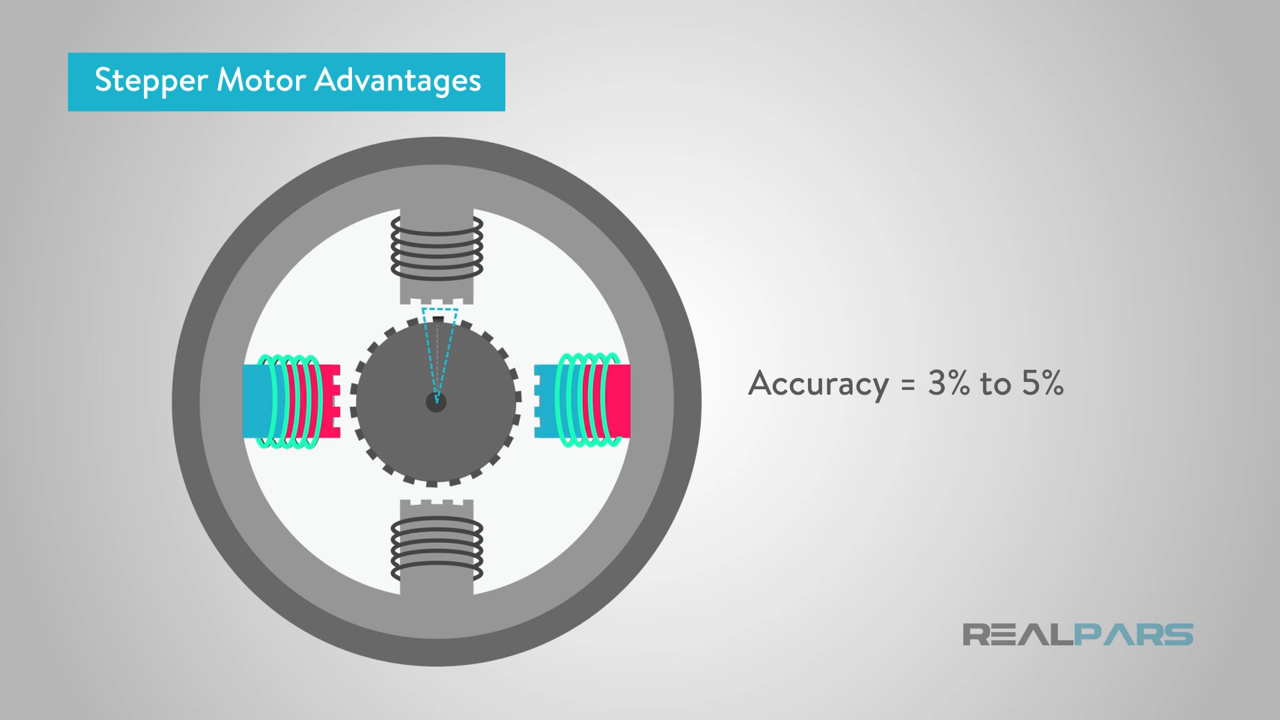 Stepper Motor Advantages
Accuracy = 3% to 5%
REALPARS